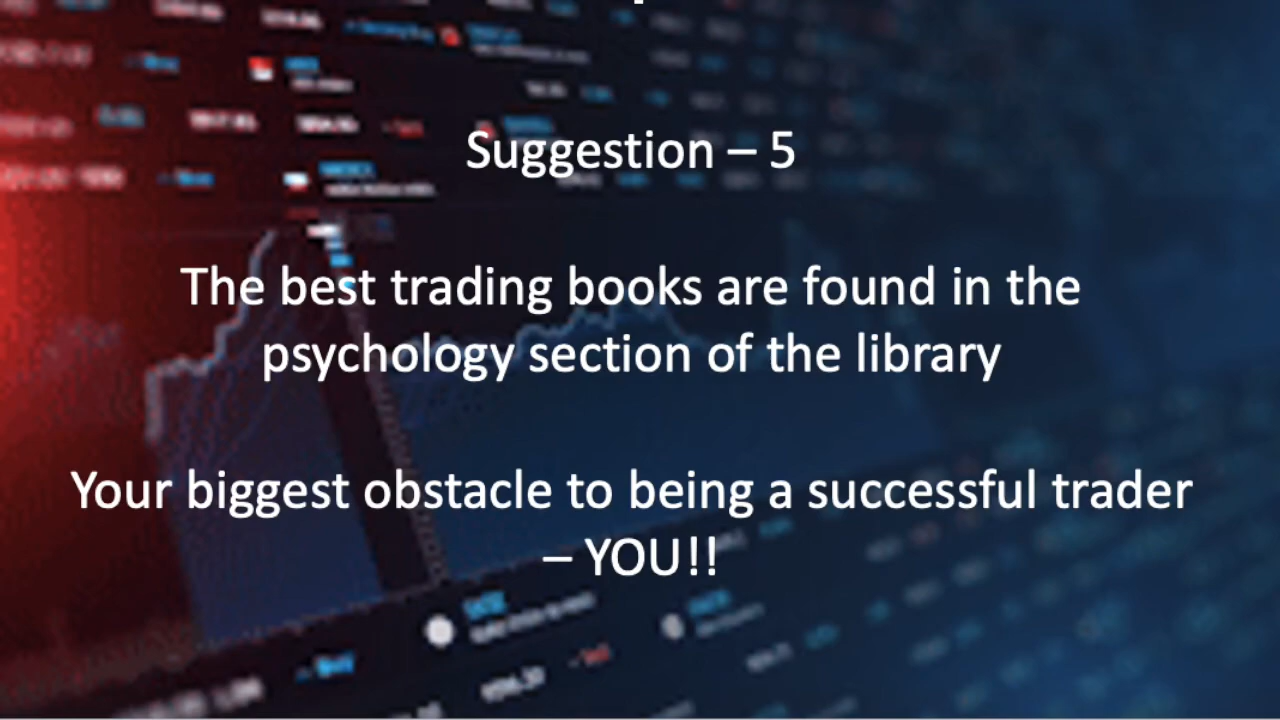 Suggestion – 5
The best trading books are found in the
psychology section of the library
Your biggest obstacle to being a successful trader
– YOU!!